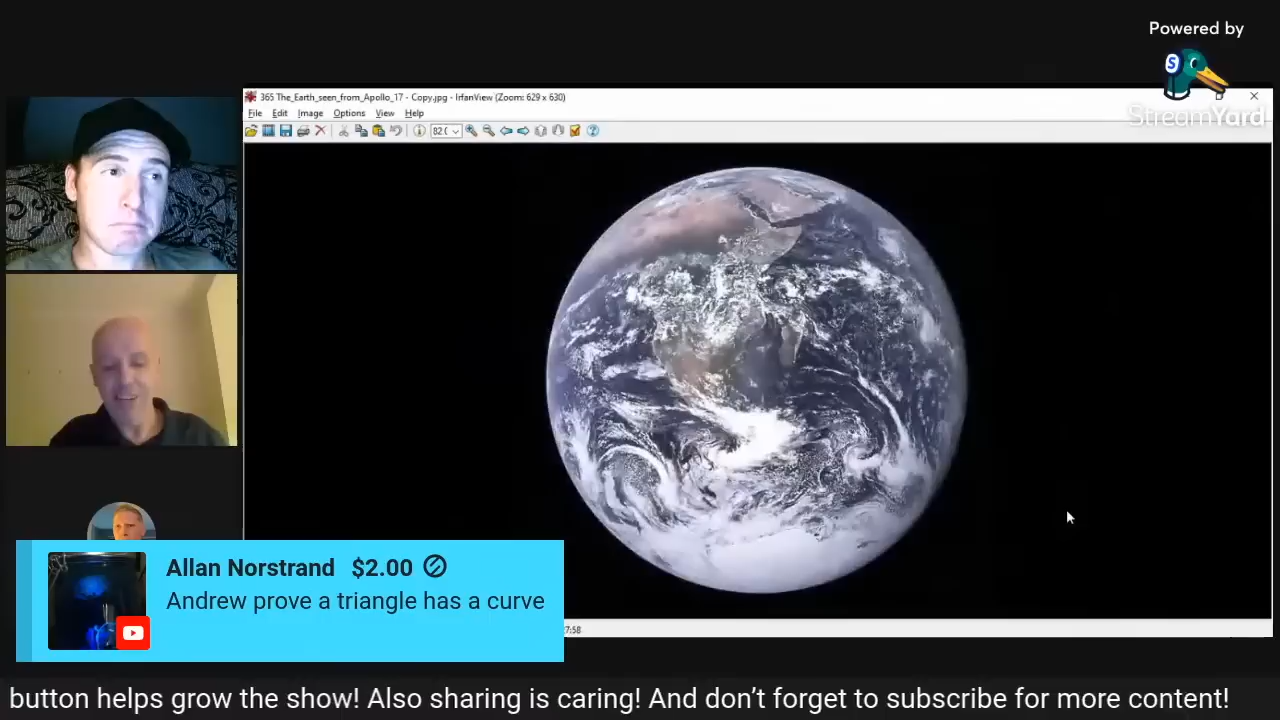 Powered by
StreamYard
365 The_Earth_seen_from_Apollo_17 - Copy.jpg - IrfanView (Zoom: 629 x 630)
File Edit Image Options View Help
Allan Norstrand $2.00
Andrew prove a triangle has a curve
7:58
button helps grow the show! Also sharing is caring! And don’t forget to subscribe for more content!